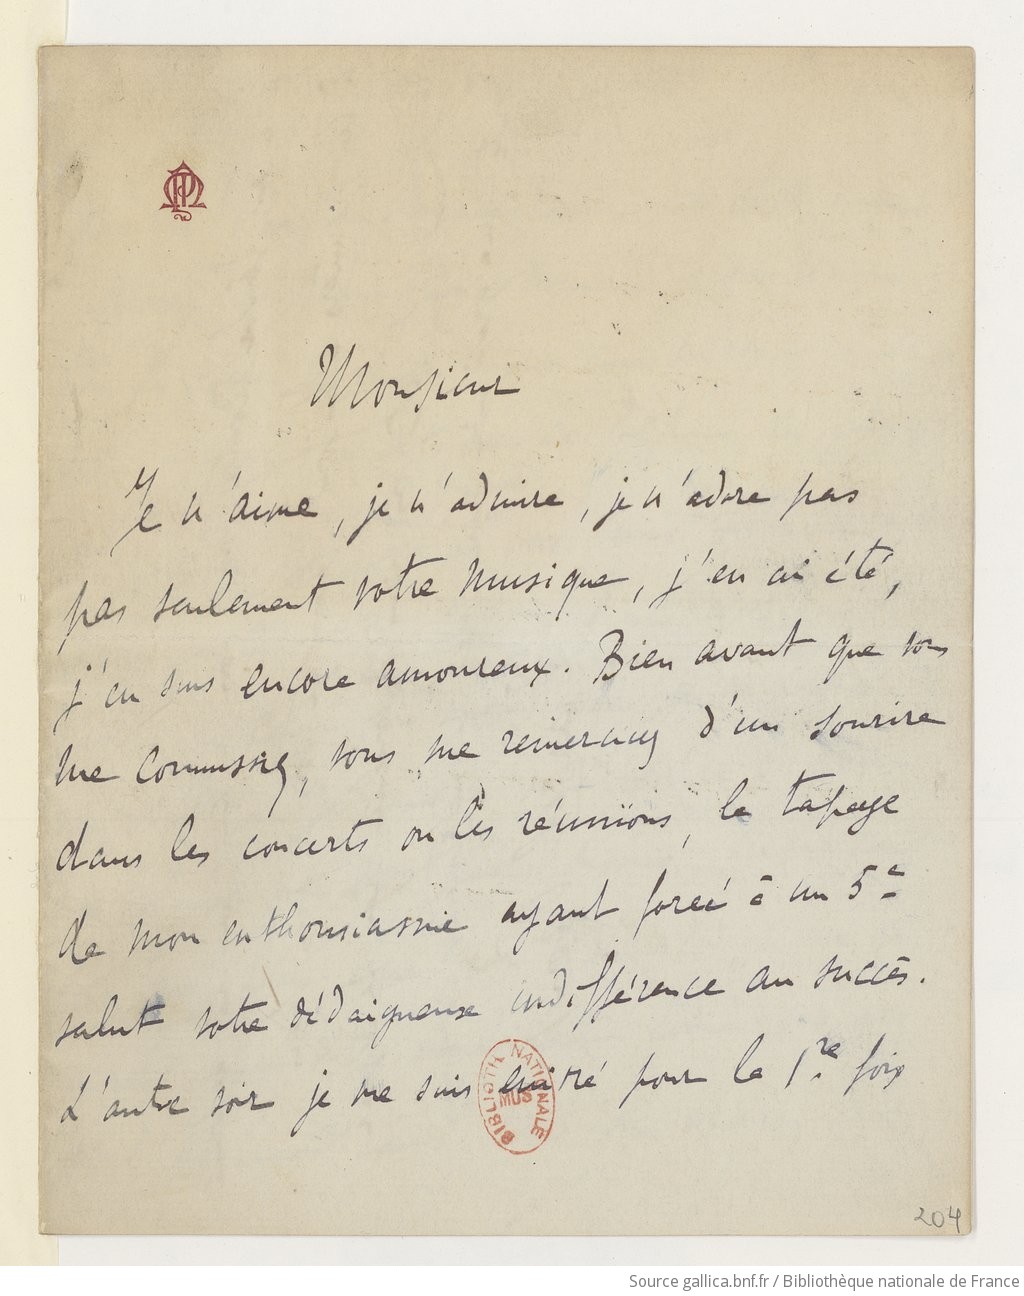 Monsieur
Je n'aime, je n'admire, je n'adore pas
pas seulement votre musique, j'en ai été,
j'en suis encore amoureux. Bien avant que vous
me connussiez, vous me remerciiez d'un sourire
dans les concerts ou les réunions, le tapage
de mon enthousiasme ayant forcé à un 5e
salut votre dédaigneuse indifférence au succès.
L'autre soir je me suis enivré pour la 1re fois
BIBLIOTH. NATIONALE
MUS
204
Source gallica.bnf.fr / Bibliothèque nationale de France